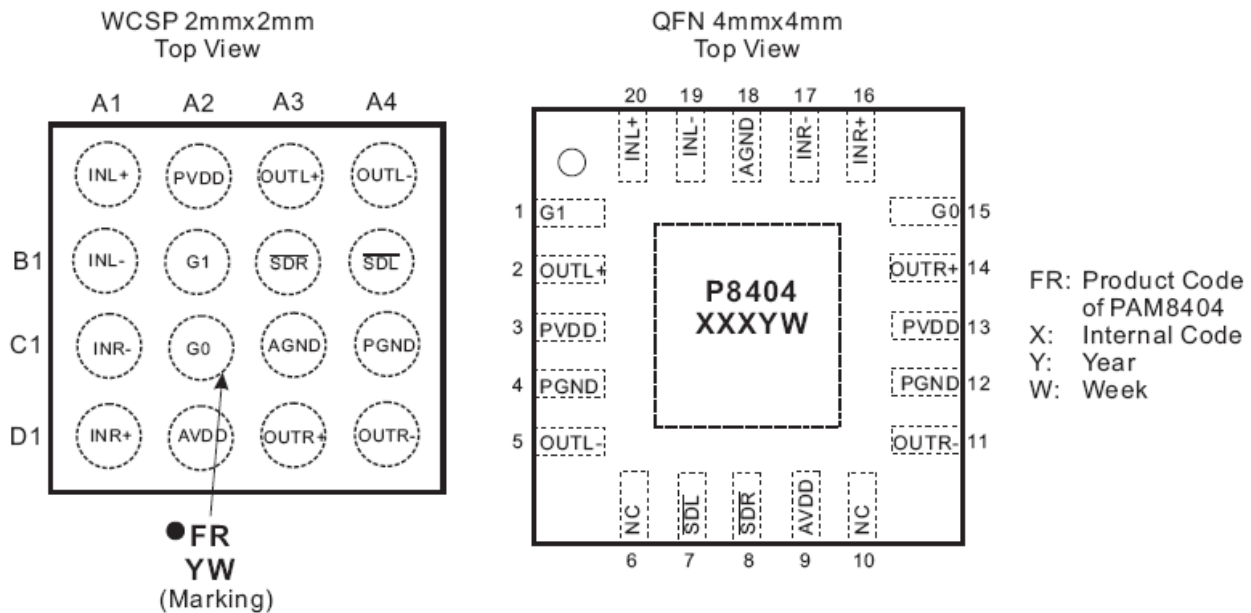 WCSP 2mmx2mm
Top View
A1 A2 A3 A4
INL+ PVDD OUTL+ OUTL-
B1 INL- G1 SDR SDL
C1 INR- G0 AGND PGND
D1 INR+ AVDD OUTR+ OUTR-
FR
YW
(Marking)
QFN 4mmx4mm
Top View
20 19 18 17 16
INL+ INL- AGND INR- INR+
1 G1 G0 15
2 OUTL+ OUTR+ 14
3 PVDD PVDD 13
4 PGND PGND 12
5 OUTL- OUTR- 11
P8404
XXXYW
NC SDL SDR AVDD NC
6 7 8 9 10
FR: Product Code
of PAM8404
X: Internal Code
Y: Year
W: Week